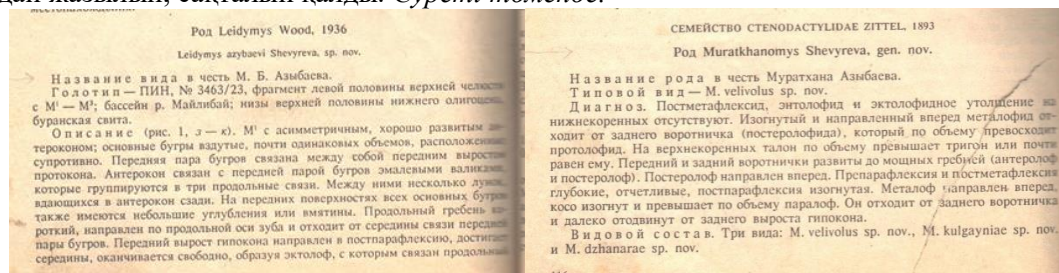 дап жазылып, сақталып қалды. Сурет төменде.
местонахождения.
Род Leidymys Wood, 1936
Leidymys azybaevi Shevyreva, sp. nov.
Название вида в честь М. Б. Азыбаева.
Голотип — ПИН, № 3463/23, фрагмент левой половины верхней челюсти
с М¹ — М³; бассейн р. Майлибай; низы верхней половины нижнего олигоцена,
буранская свита.
Описание (рис. 1, з — к). М¹ с асимметричным, хорошо развитым ан-
тероконом; основные бугры вздутые, почти одинаковых объемов, расположенные
супротивно. Передняя пара бугров связана между собой передним выростом
протокона. Антерокон связан с передней парой бугров эмалевыми валиками,
которые группируются в три продольные связи. Между ними несколько лунок,
вдающихся в антерокон сзади. На передних поверхностях всех основных бугров
также имеются небольшие углубления или вмятины. Продольный гребень ко-
роткий, направлен по продольной оси зуба и отходит от середины связи передней
пары бугров. Передний вырост гипокона направлен в постпарафлексию, достигает
середины, оканчивается свободно, образуя эктолоф, с которым связан продольный
СЕМЕЙСТВО CTENODACTYLIDAE ZITTEL, 1893
Род Muratkhanomys Shevyreva, gen. nov.
Название рода в честь Муратхана Азыбаева.
Типовой вид — M. velivolus sp. nov.
Диагноз. Постметафлексид, энтолофид и эктолофидное утолщение на
нижнекоренных отсутствуют. Изогнутый и направленный вперед металофид от-
ходит от заднего воротничка (постеролофида), который по объему превосходит
протолофид. На верхнекоренных талон по объему превышает тригон или почти
равен ему. Передний и задний воротнички развиты до мощных гребней (антеролоф
и постеролоф). Постеролоф направлен вперед. Препарафлексия и постметафлексия
глубокие, отчетливые, постпарафлексия изогнутая. Металоф направлен вперед,
косо изогнут и превышает по объему паралоф. Он отходит от заднего воротничка
и далеко отодвинут от заднего выроста гипокона.
Видовой состав. Три вида: M. velivolus sp. nov., M. kulgayniae sp. nov.
и M. dzhanarae sp. nov.